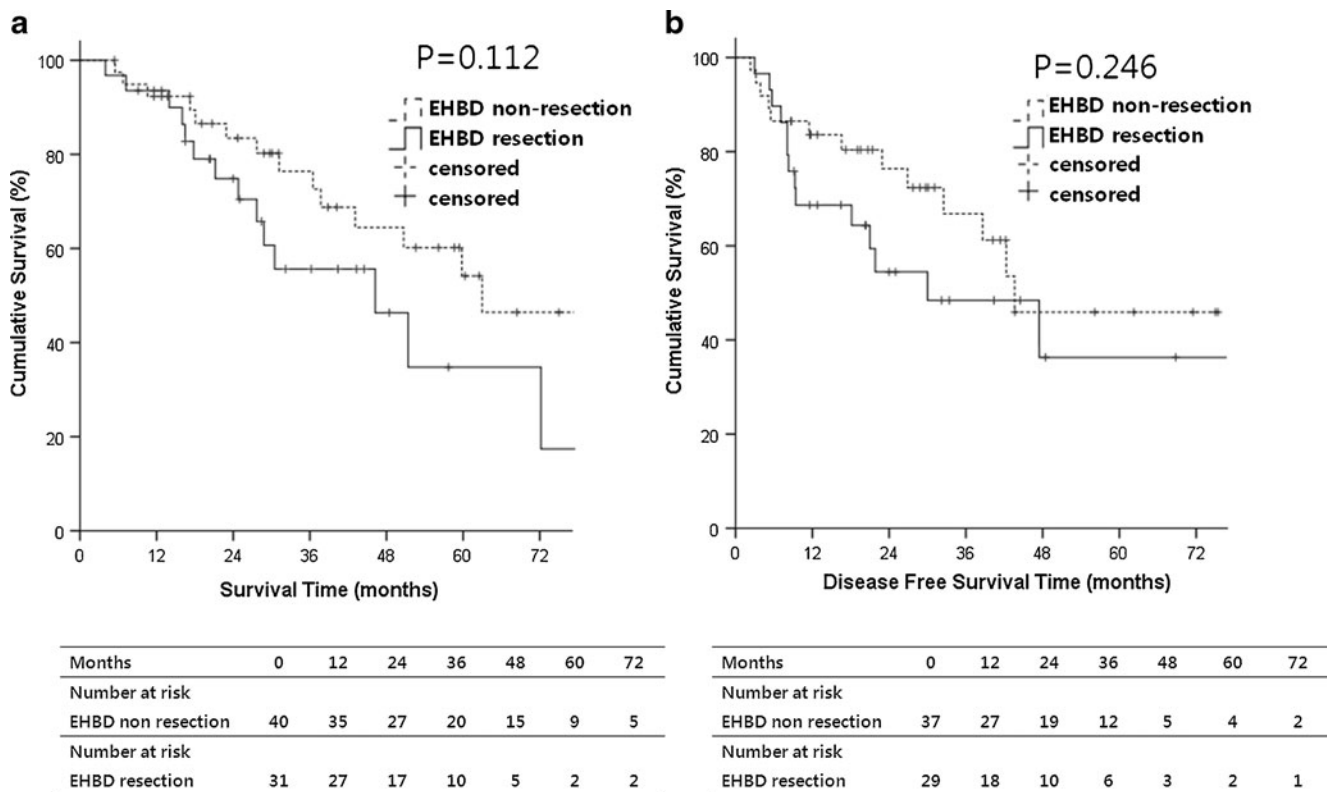 a
P=0.112
EHBD non-resection
EHBD resection
censored
censored
Cumulative Survival (%)
100
80
60
40
20
0
0 12 24 36 48 60 72
Survival Time (months)
Months 0 12 24 36 48 60 72
Number at risk
EHBD non resection 40 35 27 20 15 9 5
Number at risk
EHBD resection 31 27 17 10 5 2 2
b
P=0.246
EHBD non-resection
EHBD resection
censored
censored
Cumulative Survival (%)
100
80
60
40
20
0
0 12 24 36 48 60 72
Disease Free Survival Time (months)
Months 0 12 24 36 48 60 72
Number at risk
EHBD non resection 37 27 19 12 5 4 2
Number at risk
EHBD resection 29 18 10 6 3 2 1